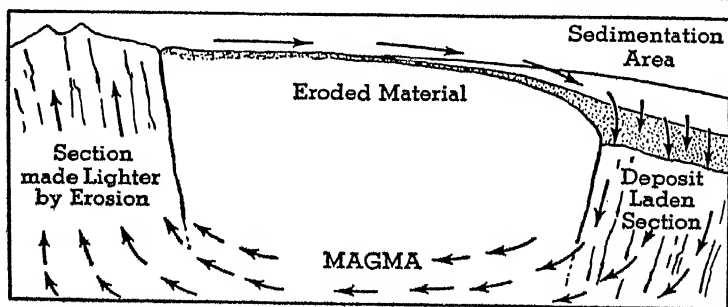 Sedimentation
Area
Eroded Material
Section
made Lighter
by Erosion
Deposit
Laden
Section
MAGMA